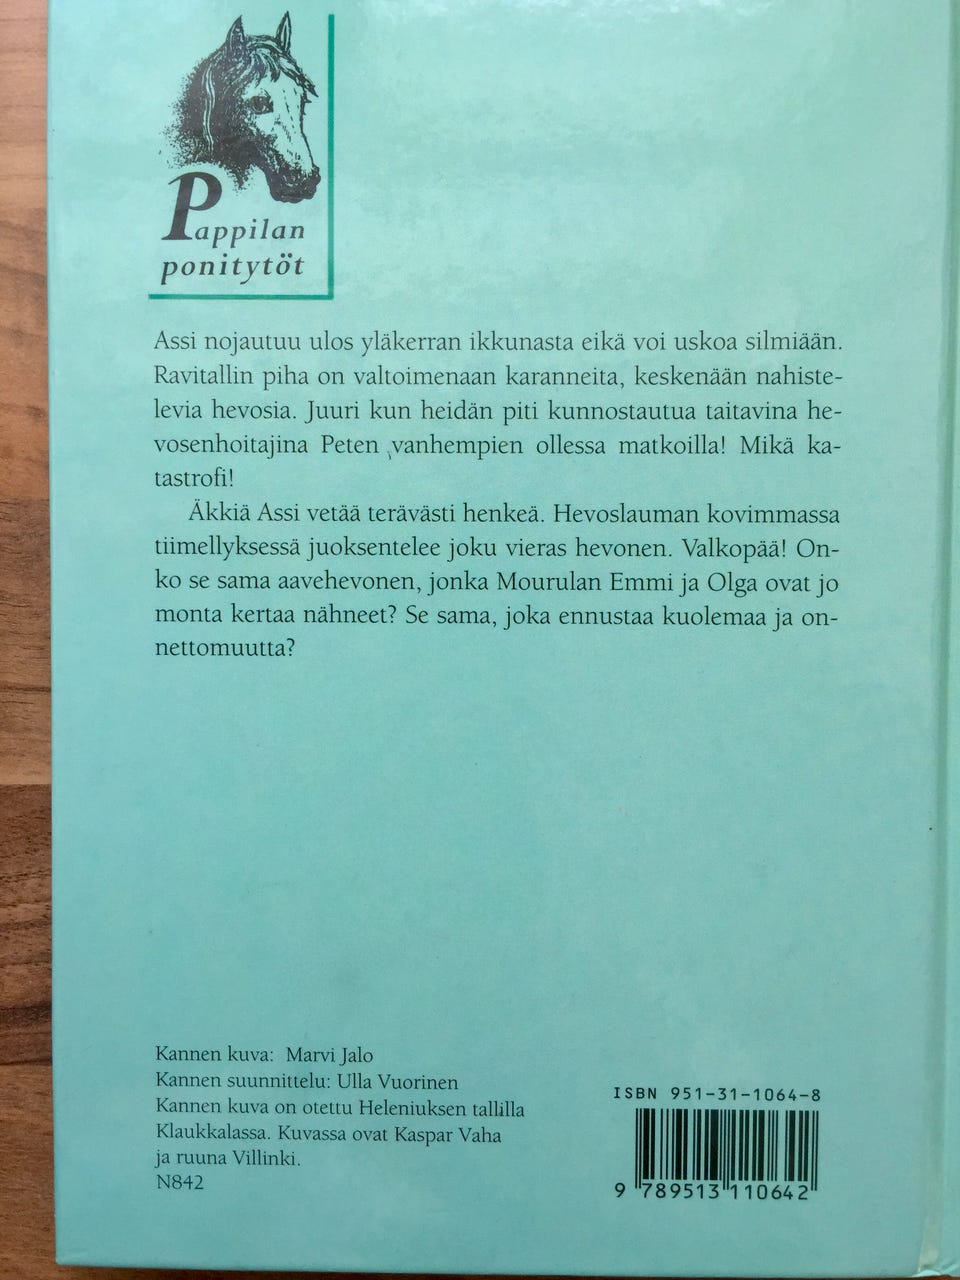 Pappilan
ponitytöt
Assi nojautuu ulos yläkerran ikkunasta eikä voi uskoa silmiään.
Ravitallin piha on valtoimenaan karanneita, keskenään nahiste-
levia hevosia. Juuri kun heidän piti kunnostautua taitavina he-
vosenhoitajina Peten vanhempien ollessa matkoilla! Mikä ka-
tastrofi!
Äkkiä Assi vetää terävästi henkeä. Hevoslauman kovimmassa
tiimellyksessä juoksentelee joku vieras hevonen. Valkopää! On-
ko se sama aavehevonen, jonka Mourulan Emmi ja Olga ovat jo
monta kertaa nähneet? Se sama, joka ennustaa kuolemaa ja on-
nettomuutta?
Kannen kuva: Marvi Jalo
Kannen suunnittelu: Ulla Vuorinen
Kannen kuva on otettu Heleniuksen tallilla
Klaukkalassa. Kuvassa ovat Kaspar Vaha
ja ruuna Villinki.
N842
ISBN 951-31-1064-8
9 789513 110642